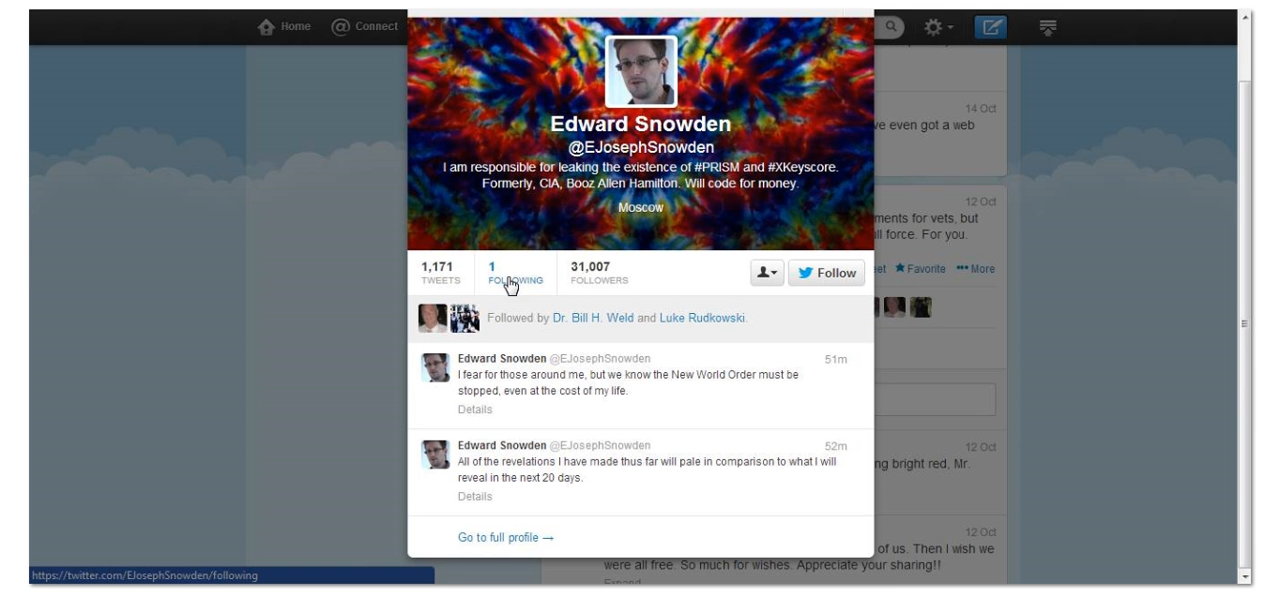 Home
Connect
14 Oct
ve even got a web
Edward Snowden
@EJosephSnowden
I am responsible for leaking the existence of #PRISM and #XKeyscore.
Formerly, CIA, Booz Allen Hamilton. Will code for money.
Moscow
12 Oct
ments for vets, but
ll force. For you.
1,171
TWEETS
1
FOLLOWING
31,007
FOLLOWERS
Follow
eet Favorite More
Followed by Dr. Bill H. Weld and Luke Rudkowski.
Edward Snowden @EJosephSnowden 51m
I fear for those around me, but we know the New World Order must be
stopped, even at the cost of my life.
Details
Edward Snowden @EJosephSnowden 52m
All of the revelations I have made thus far will pale in comparison to what I will
reveal in the next 20 days.
Details
12 Oct
ng bright red, Mr.
Go to full profile →
12 Oct
of us. Then I wish we
were all free. So much for wishes. Appreciate your sharing!!
Expand
https://twitter.com/EJosephSnowden/following